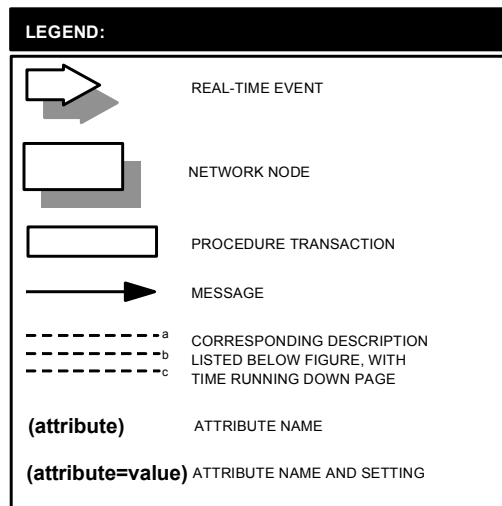 LEGEND:
REAL-TIME EVENT
NETWORK NODE
PROCEDURE TRANSACTION
MESSAGE
a
b
c
CORRESPONDING DESCRIPTION
LISTED BELOW FIGURE, WITH
TIME RUNNING DOWN PAGE
(attribute) ATTRIBUTE NAME
(attribute=value) ATTRIBUTE NAME AND SETTING